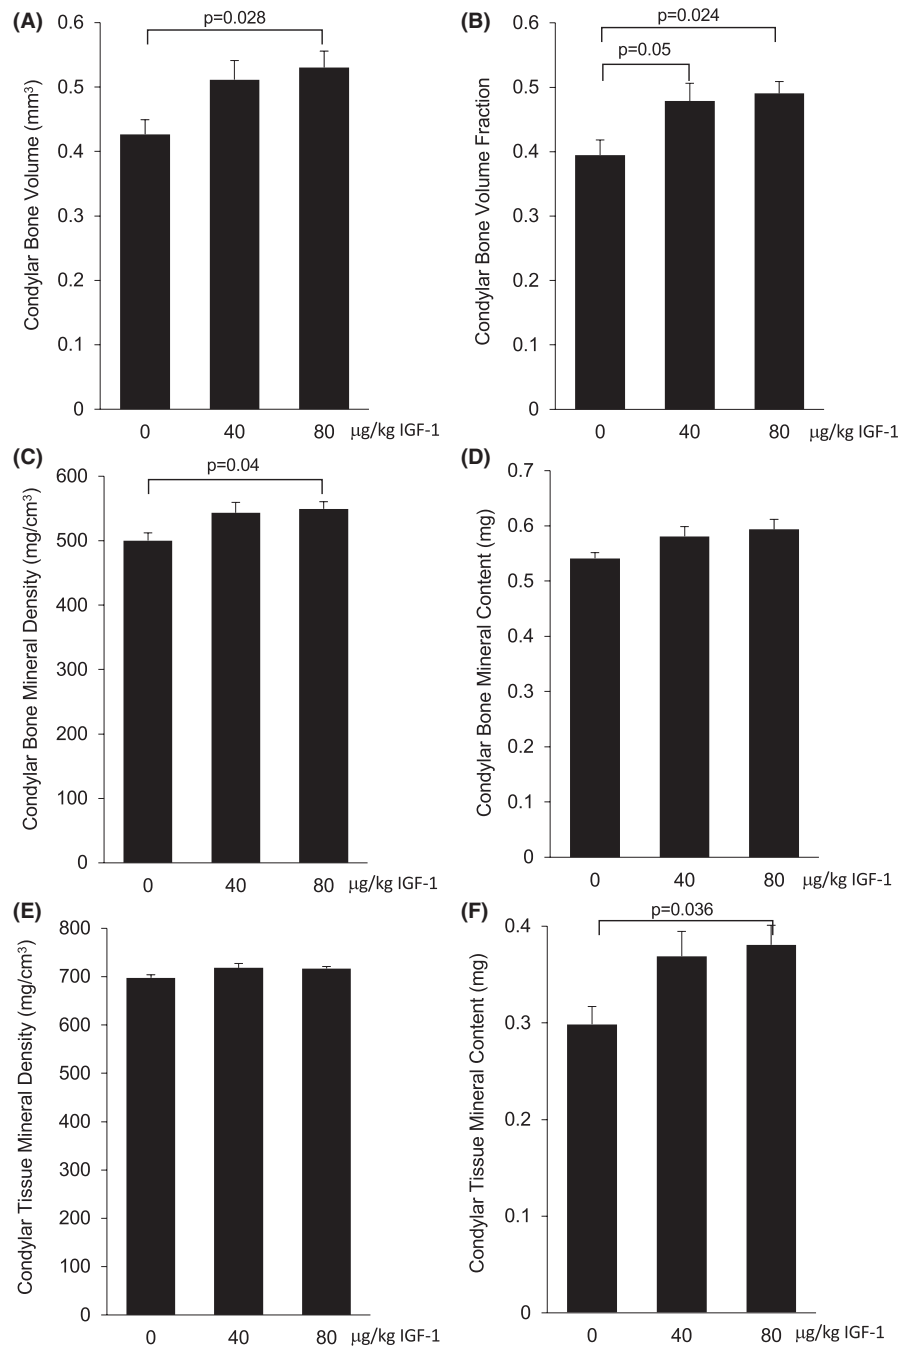 (A)
p=0.028
Condylar Bone Volume (mm³)
0.6
0.5
0.4
0.3
0.2
0.1
0
0 40 80 µg/kg IGF-1
(B)
p=0.024
p=0.05
Condylar Bone Volume Fraction
0.6
0.5
0.4
0.3
0.2
0.1
0
0 40 80 µg/kg IGF-1
(C)
p=0.04
Condylar Bone Mineral Density (mg/cm³)
600
500
400
300
200
100
0
0 40 80 µg/kg IGF-1
(D)
Condylar Bone Mineral Content (mg)
0.7
0.6
0.5
0.4
0.3
0.2
0.1
0
0 40 80 µg/kg IGF-1
(E)
Condylar Tissue Mineral Density (mg/cm³)
800
700
600
500
400
300
200
100
0
0 40 80 µg/kg IGF-1
(F)
p=0.036
Condylar Tissue Mineral Content (mg)
0.4
0.3
0.2
0.1
0
0 40 80 µg/kg IGF-1